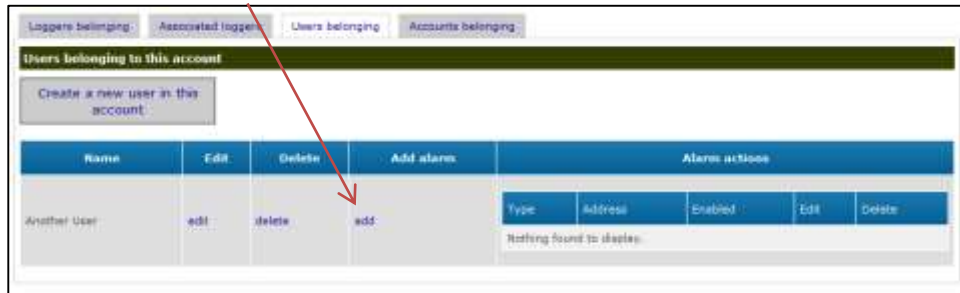 Loggers belonging Associated loggers Users belonging Accounts belonging
Users belonging to this account
Create a new user in this
account
Name Edit Delete Add alarm Alarm actions
Type Address Enabled Edit Delete
Another User edit delete add
Nothing found to display.